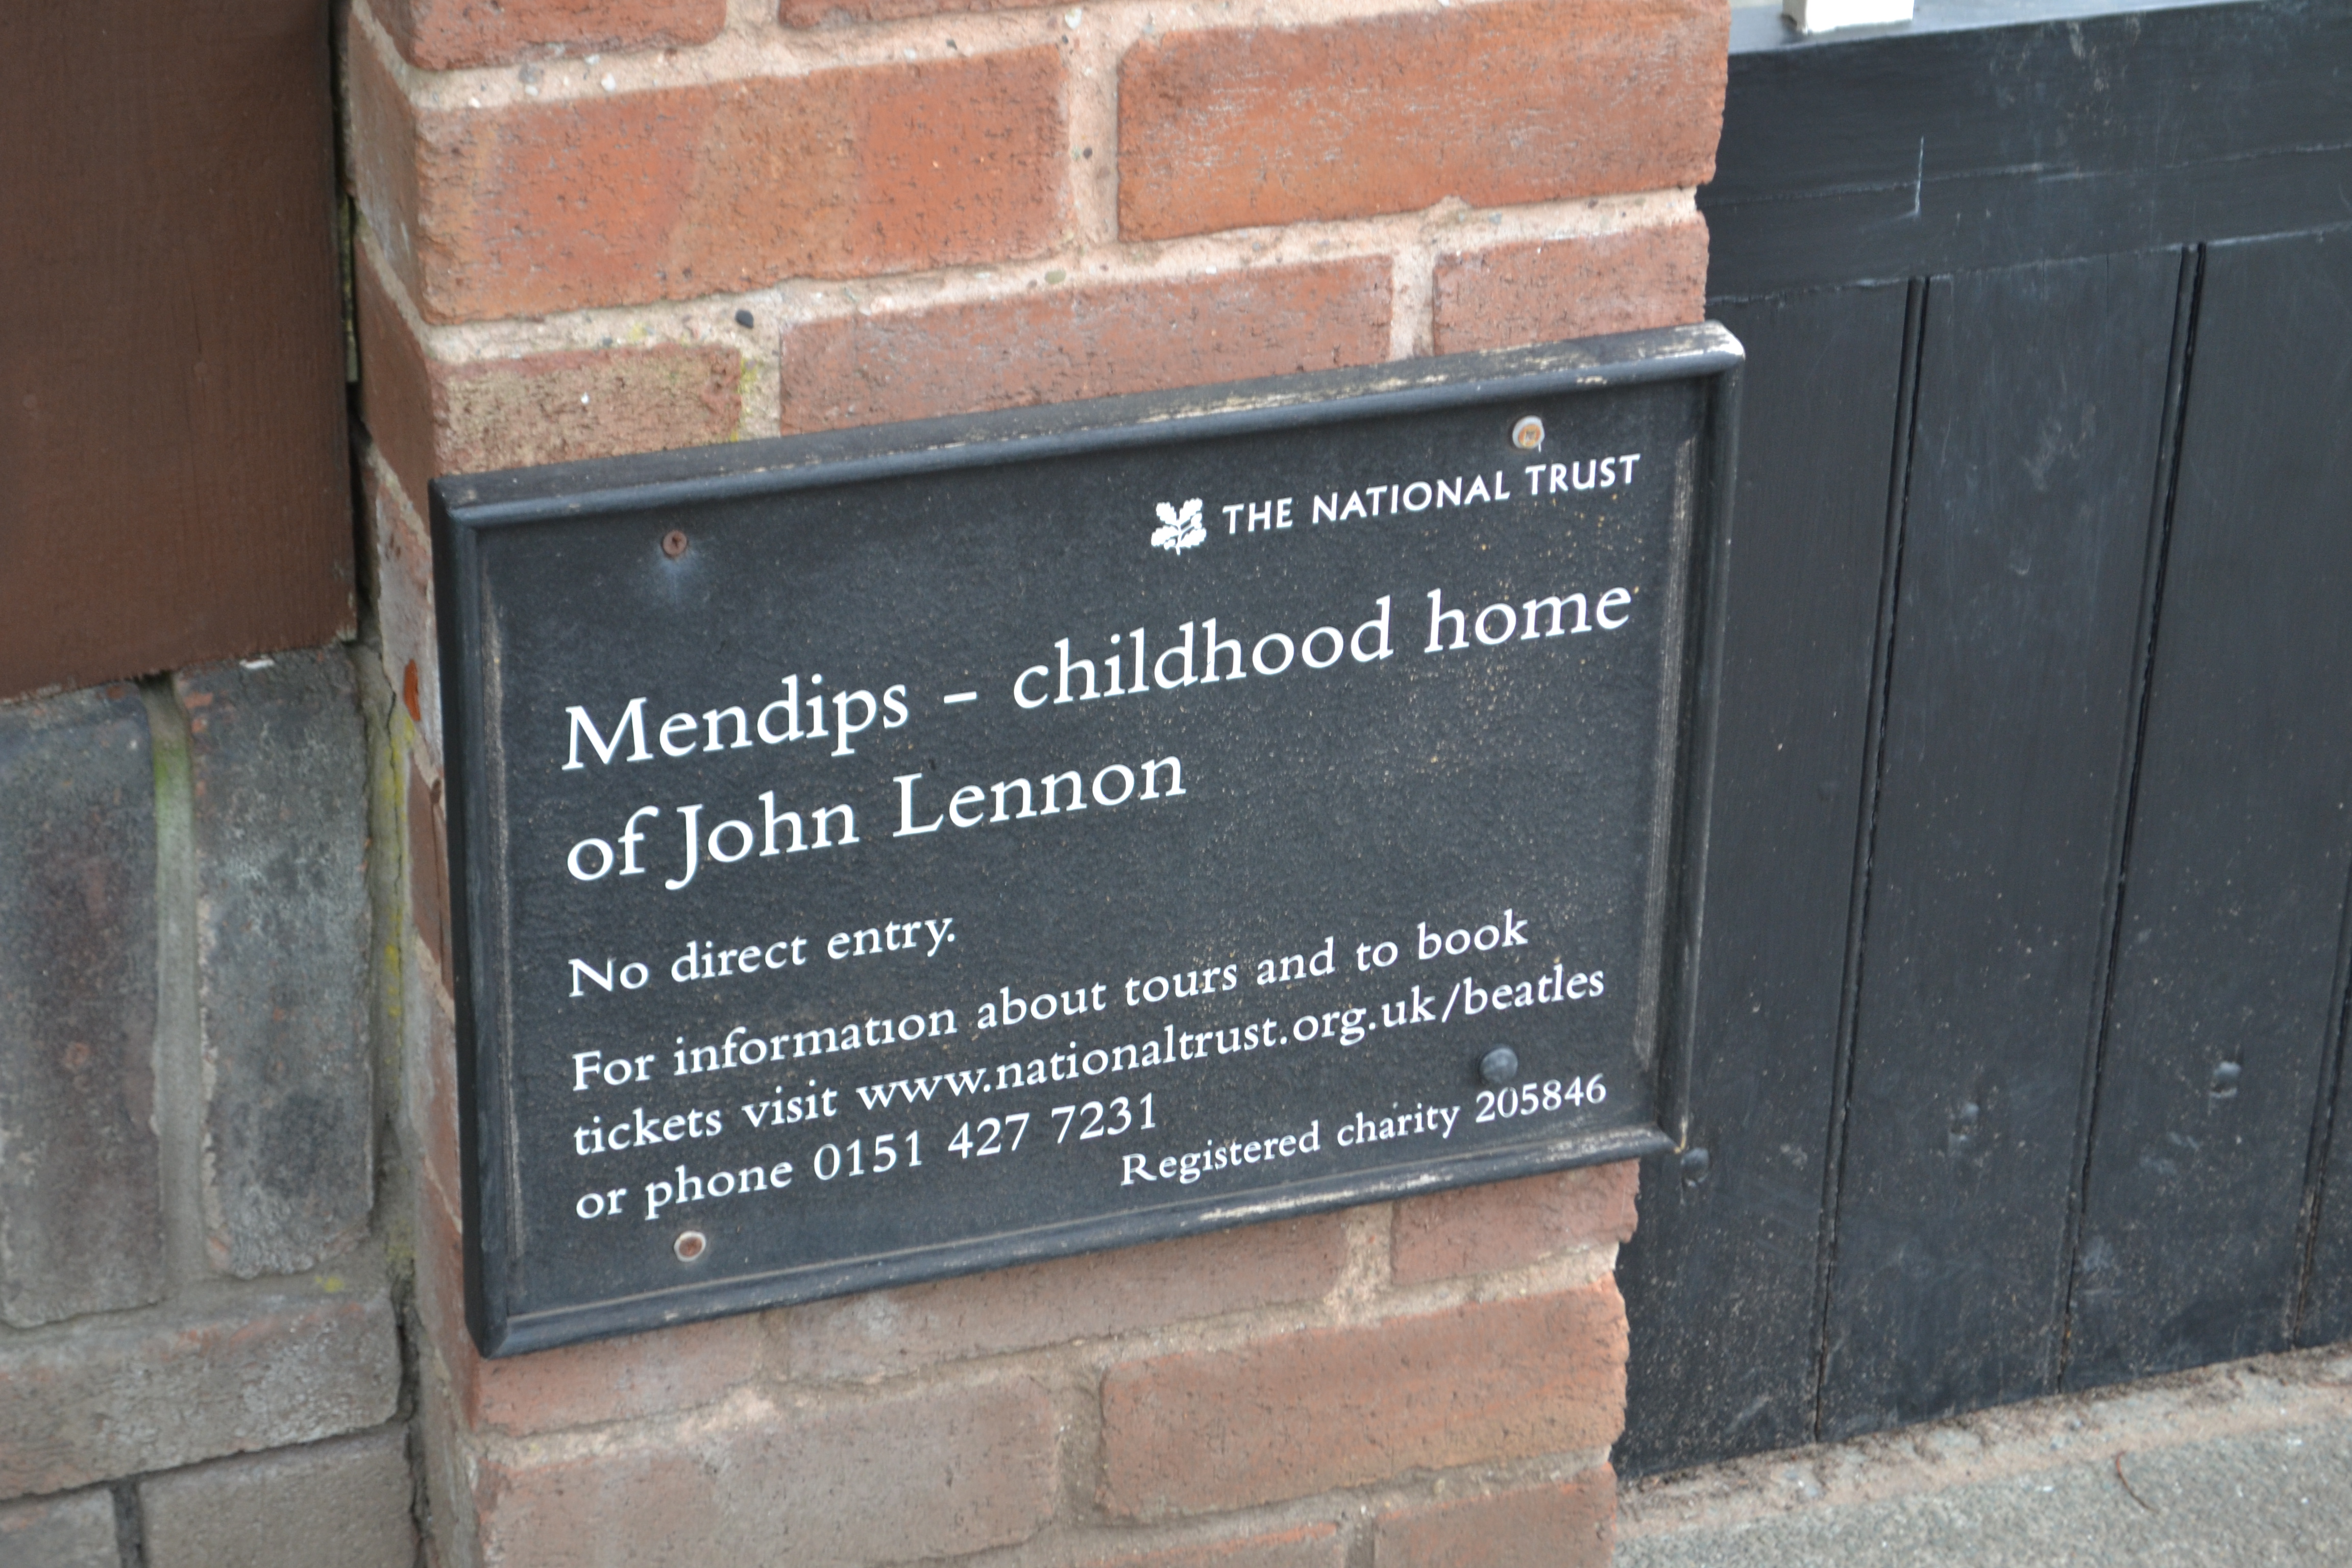 THE NATIONAL TRUST
Mendips – childhood home
of John Lennon
No direct entry.
For information about tours and to book
tickets visit www.nationaltrust.org.uk/beatles
or phone 0151 427 7231
Registered charity 205846